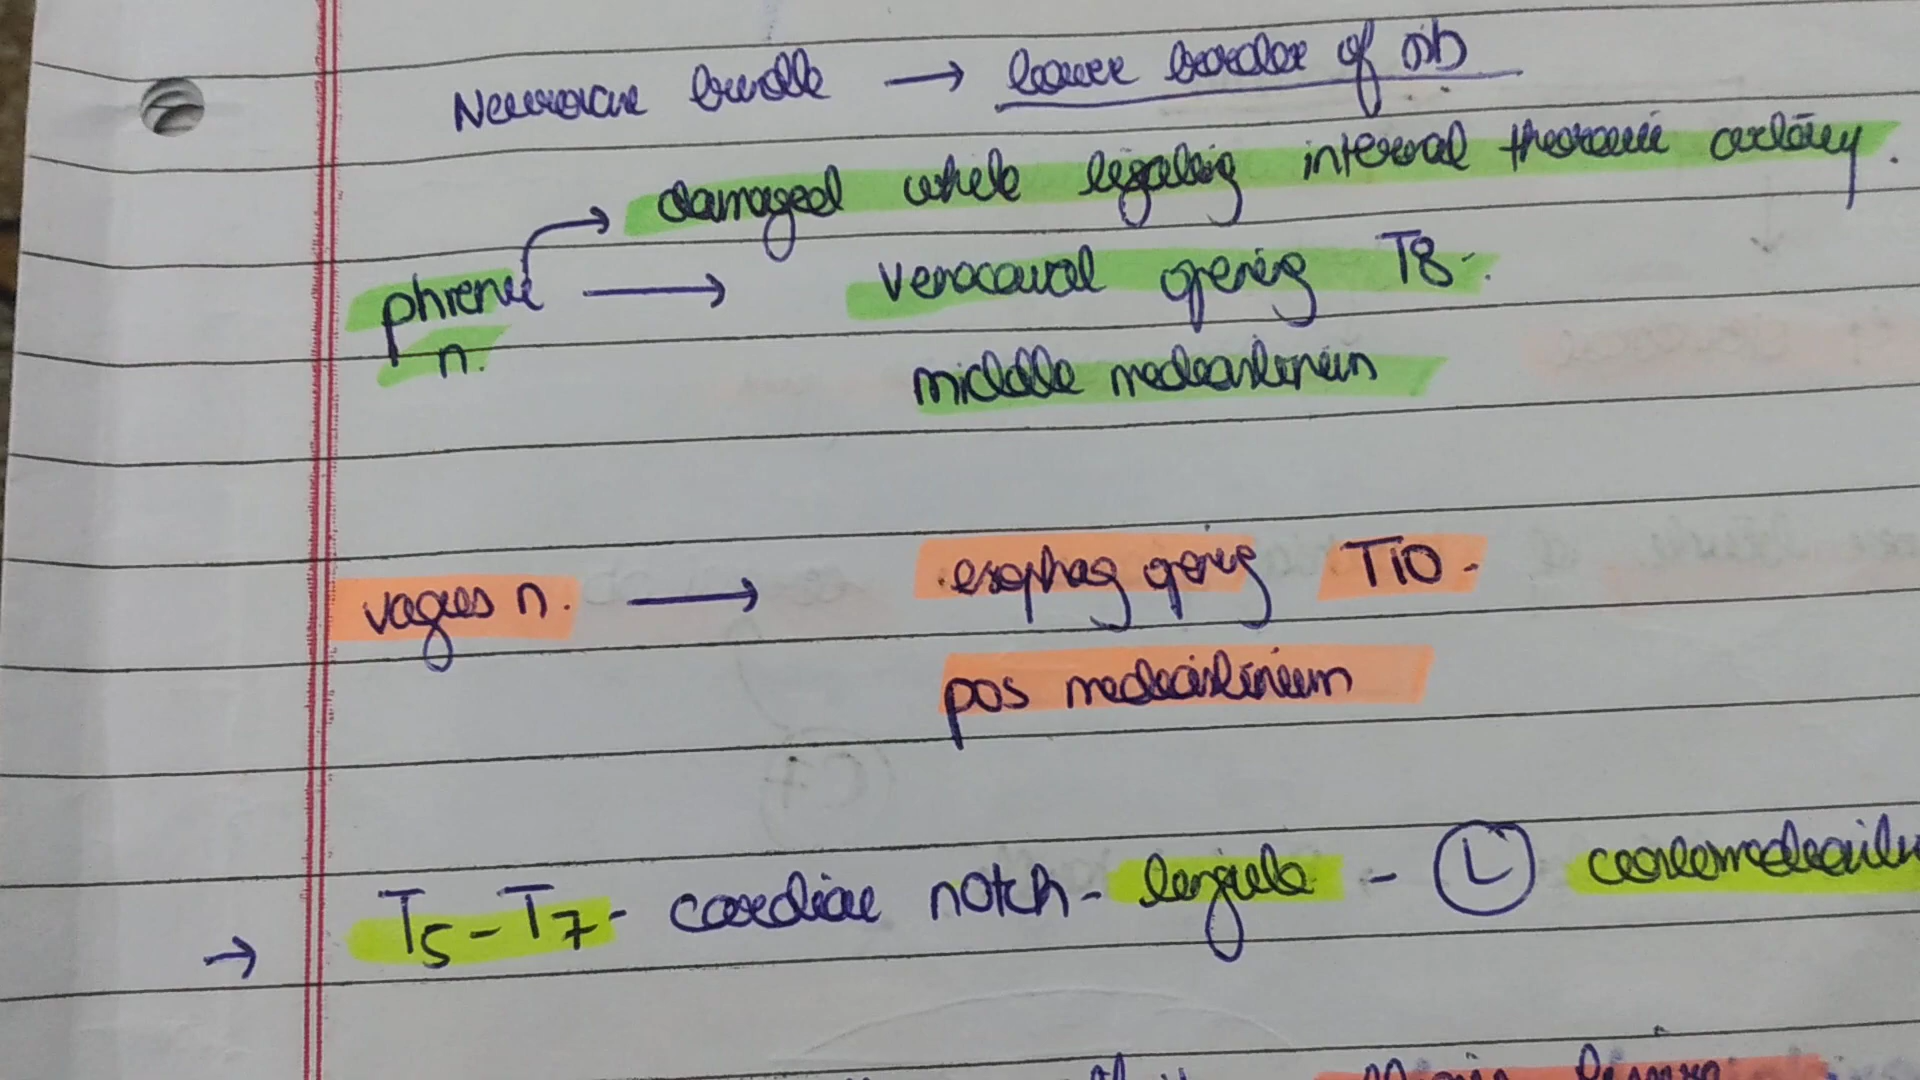 Neurovas bundle → lower border of rib
damaged while ligating internal thoracic artery.
phrenic → venacaval opening T8.
n. middle mediastinum
vagus n. → esophag opening T10.
pos mediastinum
→ T5-T7- cardiac notch- lingula - L